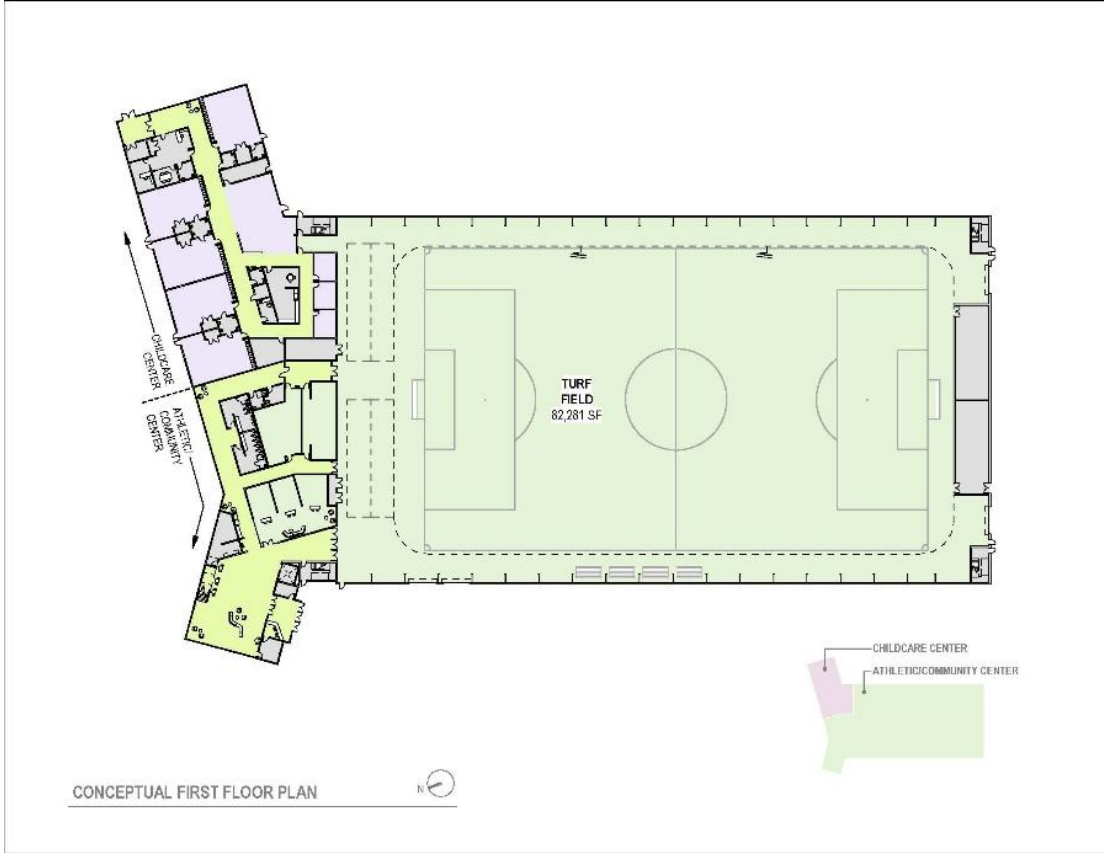 CHILDCARE
CENTER
ATHLETIC/
COMMUNITY
CENTER
TURF
FIELD
82,281 SF
CHILDCARE CENTER
ATHLETIC/COMMUNITY CENTER
CONCEPTUAL FIRST FLOOR PLAN
N